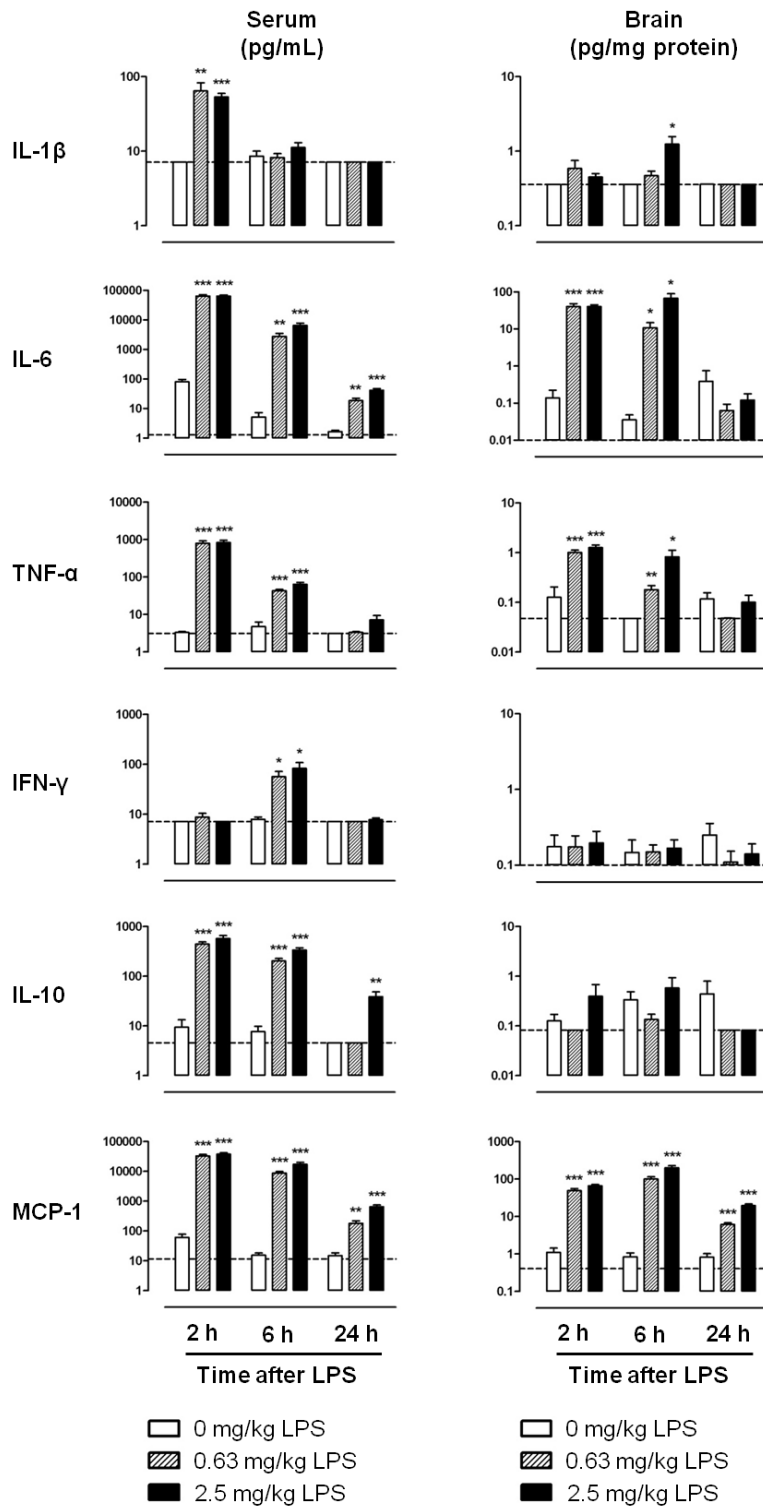 Serum Brain
(pg/mL) (pg/mg protein)
IL-1β
100
10
1
** ***
10
1
0.1
*
IL-6
100000
10000
1000
100
10
1
*** *** ** *** ** ***
100
10
1
0.1
0.01
*** *** * *
TNF-α
10000
1000
100
10
1
*** *** *** ***
10
1
0.1
0.01
*** *** ** *
IFN-γ
1000
100
10
1
* *
10
1
0.1
IL-10
1000
100
10
1
*** *** *** *** **
10
1
0.1
0.01
MCP-1
100000
10000
1000
100
10
1
*** *** *** *** ** ***
1000
100
10
1
0.1
*** *** *** *** *** ***
2 h 6 h 24 h 2 h 6 h 24 h
Time after LPS Time after LPS
0 mg/kg LPS 0 mg/kg LPS
0.63 mg/kg LPS 0.63 mg/kg LPS
2.5 mg/kg LPS 2.5 mg/kg LPS